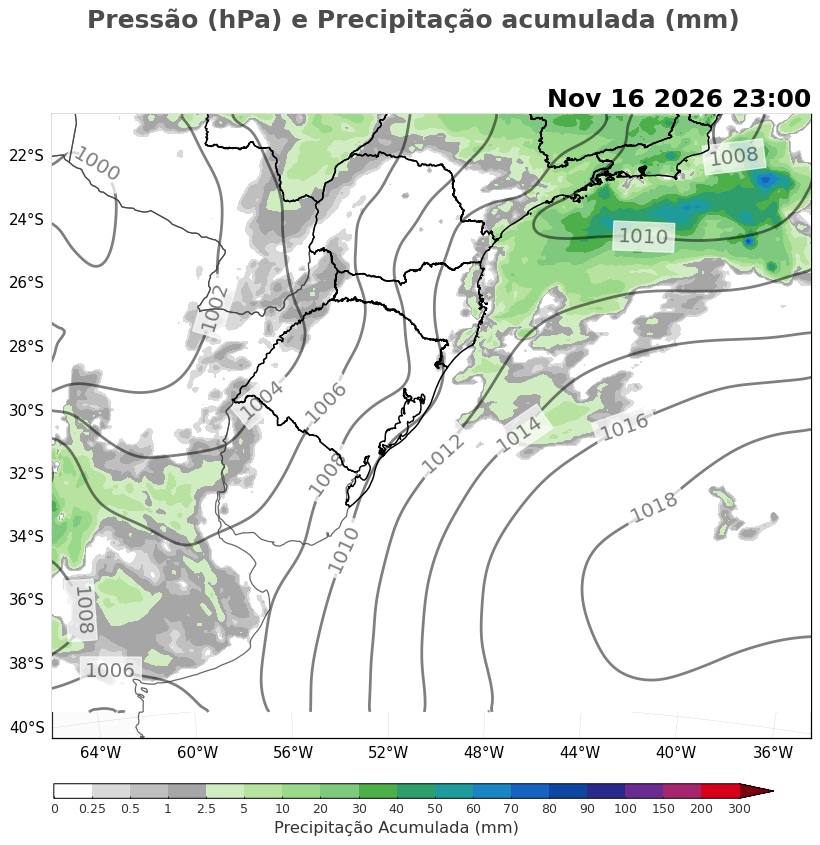 Pressão (hPa) e Precipitação acumulada (mm)
Nov 16 2026 23:00
1000
1008
22°S
24°S
1010
26°S
1002
28°S
1004
1006
30°S
1012
1014
1016
32°S
1008
1018
34°S
1010
36°S
1008
38°S
1006
40°S
64°W 60°W 56°W 52°W 48°W 44°W 40°W 36°W
0 0.25 0.5 1 2.5 5 10 20 30 40 50 60 70 80 90 100 150 200 300
Precipitação Acumulada (mm)